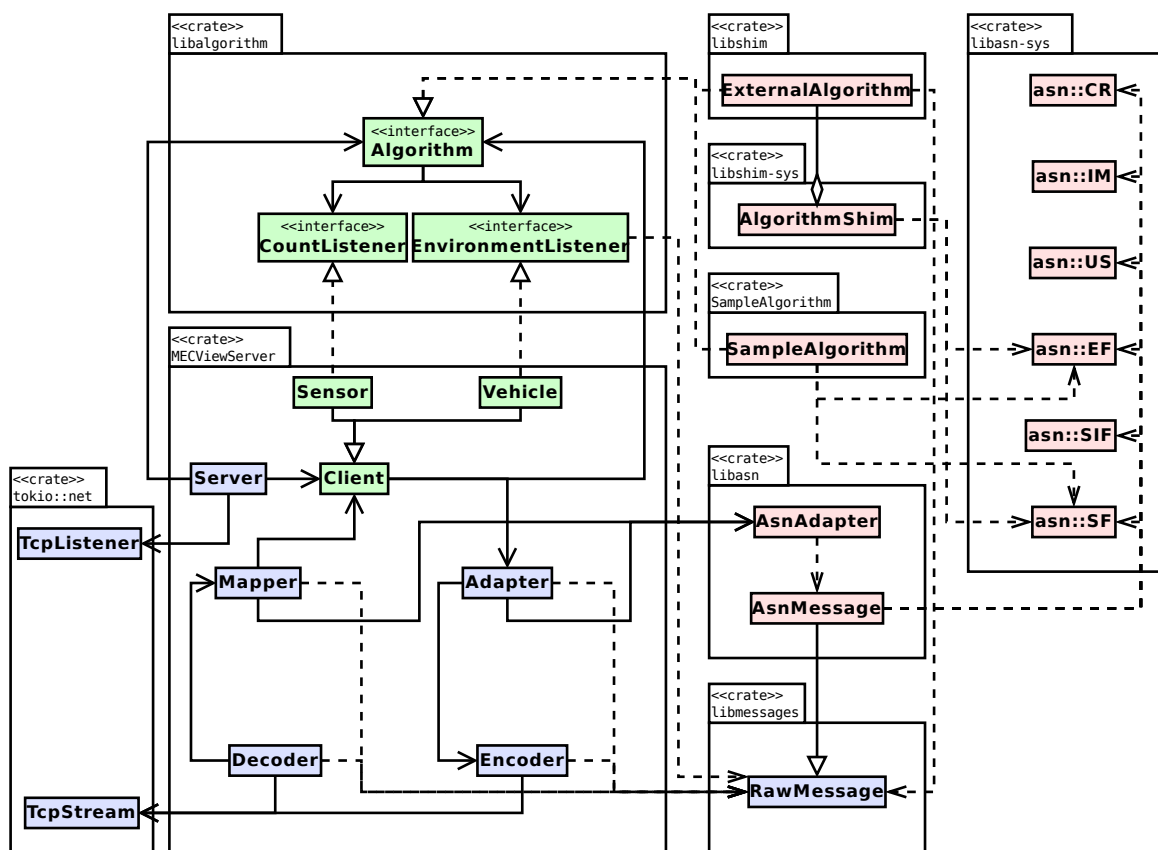 <<crate>>
libalgorithm
<<interface>>
Algorithm
<<interface>>
CountListener
<<interface>>
EnvironmentListener
<<crate>>
MECViewServer
Sensor
Vehicle
Server
Client
Mapper
Adapter
Decoder
Encoder
<<crate>>
tokio::net
TcpListener
TcpStream
<<crate>>
libshim
ExternalAlgorithm
<<crate>>
libshim-sys
AlgorithmShim
<<crate>>
SampleAlgorithm
SampleAlgorithm
<<crate>>
libasn
AsnAdapter
AsnMessage
<<crate>>
libmessages
RawMessage
<<crate>>
libasn-sys
asn::CR
asn::IM
asn::US
asn::EF
asn::SIF
asn::SF